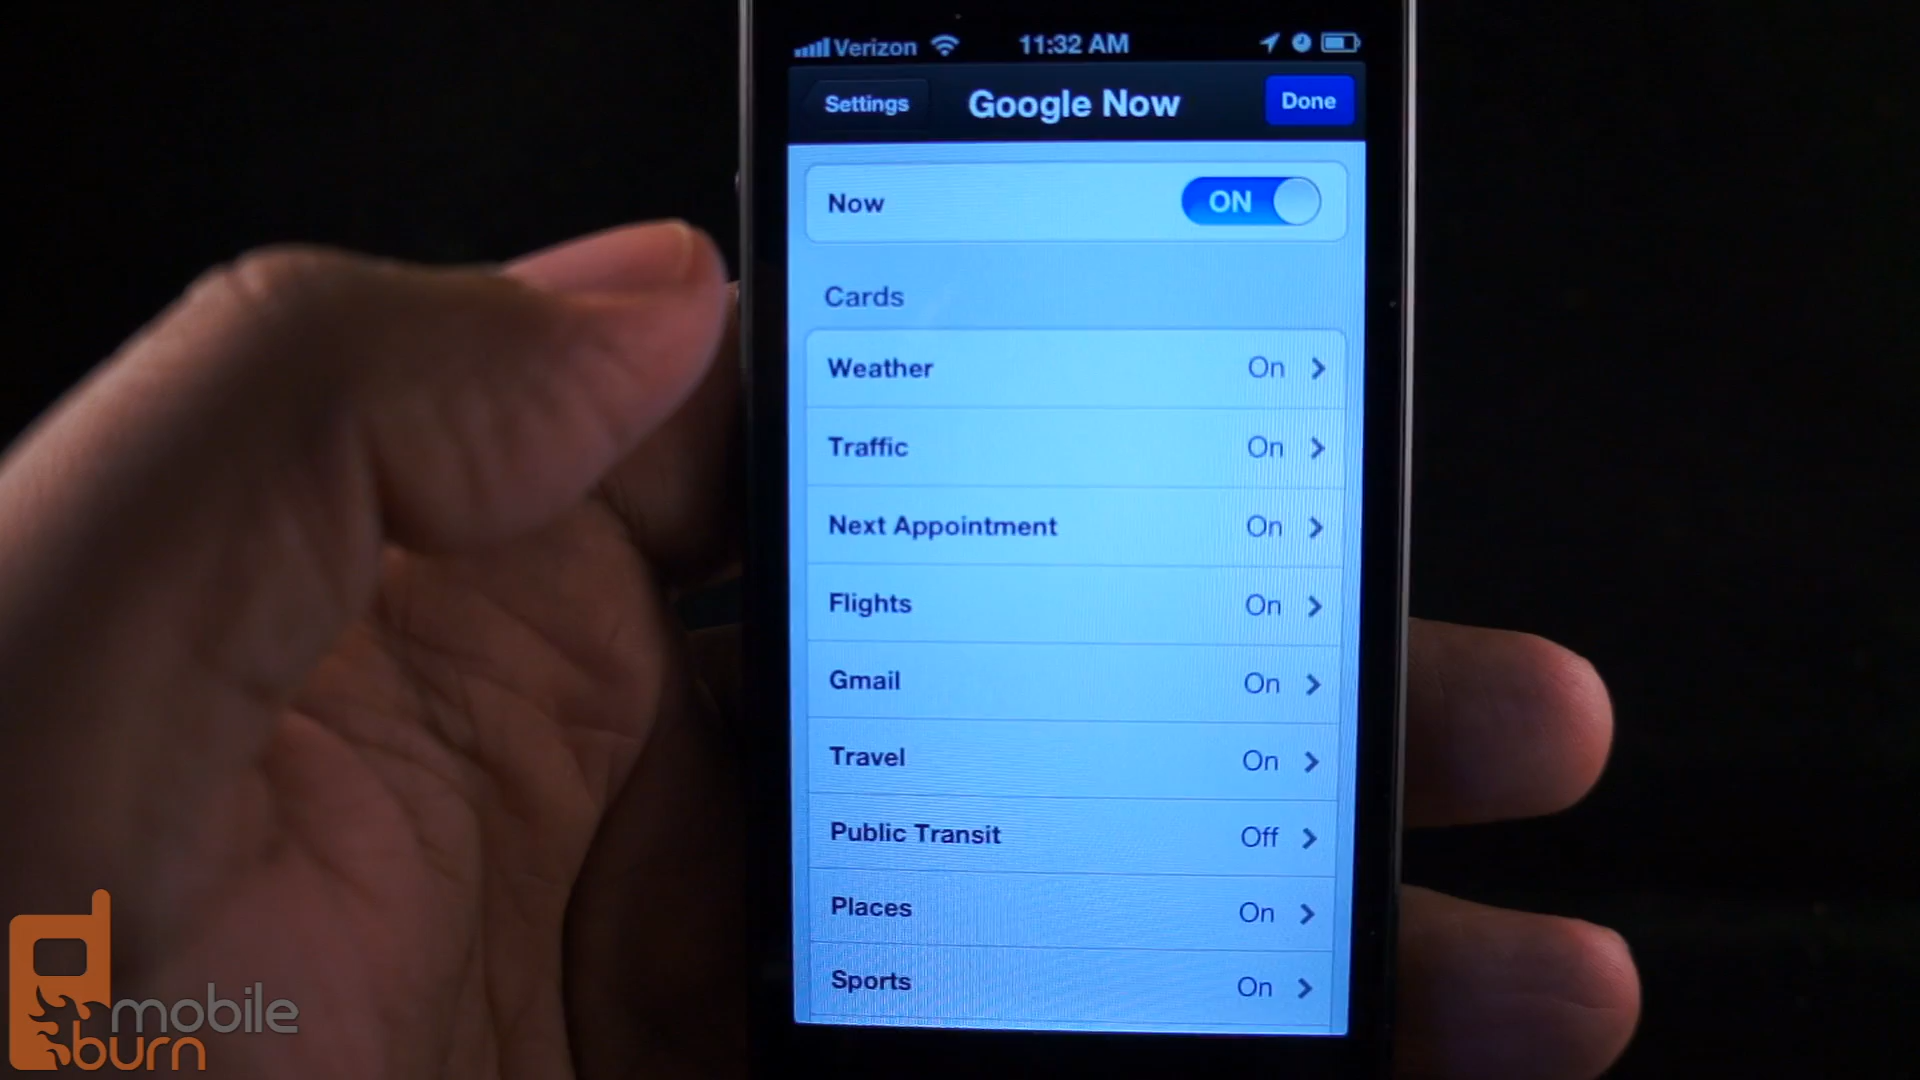 Verizon 11:32 AM
Settings Google Now Done
Now ON
Cards
Weather On
Traffic On
Next Appointment On
Flights On
Gmail On
Travel On
Public Transit Off
Places On
Sports On
mobile
burn